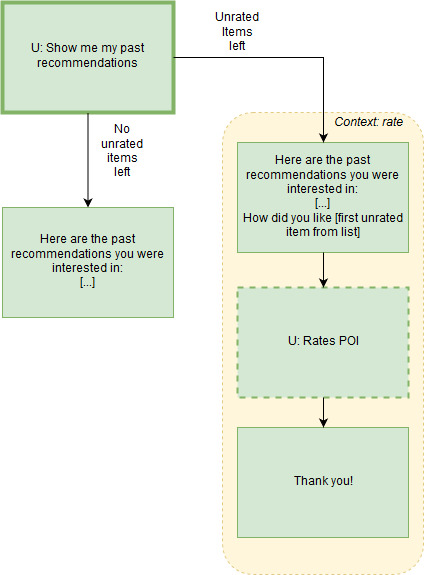 U: Show me my past
recommendations
Unrated
Items
left
No
unrated
items
left
Here are the past
recommendations you were
interested in:
[...]
Context: rate
Here are the past
recommendations you were
interested in:
[...]
How did you like [first unrated
item from list]
U: Rates POI
Thank you!